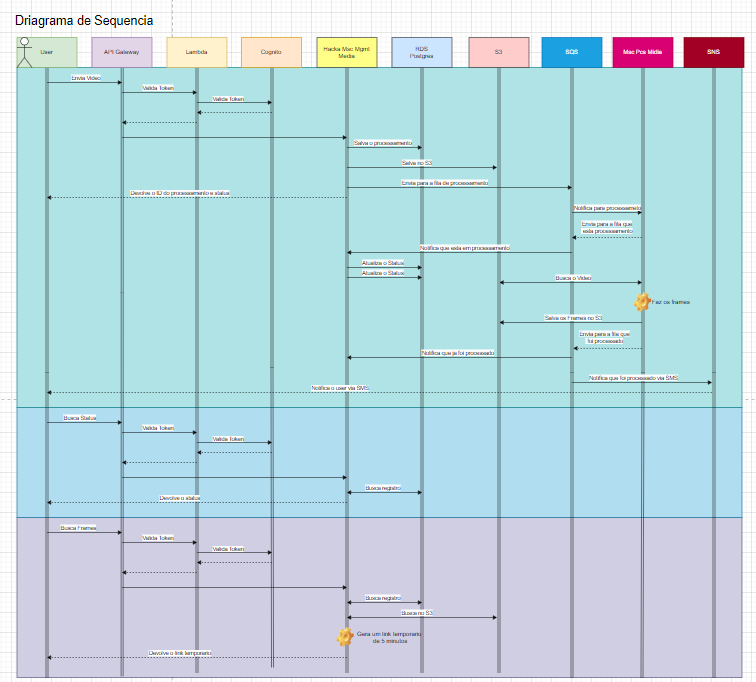 Driagrama de Sequencia
User
API Gateway
Lambda
Cognito
Hacka Mac Mgmt
Media
RDS
Postgres
S3
SQS
Mac Pcs Midia
SNS
Envia Video
Valida Token
Valida Token
Salva o processamento
Salva no S3
Envia para a fila de processamento
Devolve o ID do processamento e status
Notifica para processameto
Envia para a fila que
esta processamento
Notifica que esta em processamento
Atualiza o Status
Atualiza o Status
Busca o Video
Faz os frames
Salva os Frames no S3
Envia para a fila que
foi processado
Notifica que ja foi processado
Notifica que foi processado via SMS
Notifica o user via SMS
Busca Status
Valida Token
Valida Token
Busca registro
Devolve o status
Busca Frames
Valida Token
Valida Token
Busca registro
Busca no S3
Gera um link temporario
de 5 minutos
Devolve o link temporario